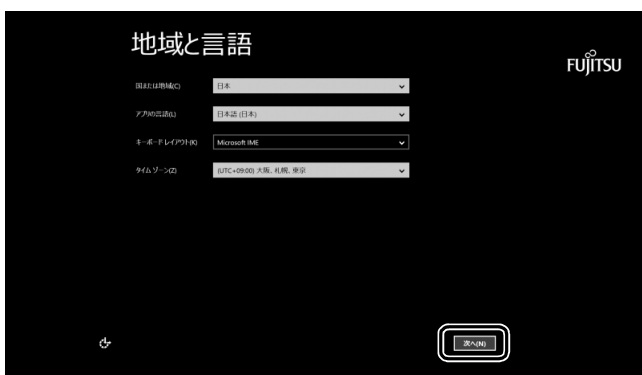 地域と言語
FUJITSU
国または地域(C)
日本
アプリの言語(L)
日本語 (日本)
キーボード レイアウト(K)
Microsoft IME
タイム ゾーン(Z)
(UTC+09:00) 大阪、札幌、東京
次へ(N)